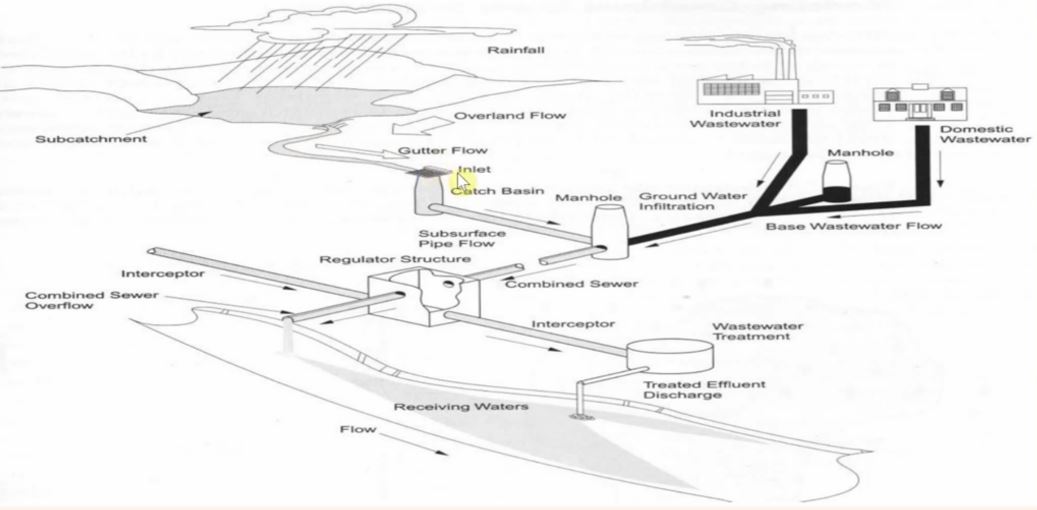 Rainfall
Subcatchment
Overland Flow
Gutter Flow
Inlet
Catch Basin
Industrial
Wastewater
Domestic
Wastewater
Manhole
Manhole
Ground Water
Infiltration
Base Wastewater Flow
Subsurface
Pipe Flow
Regulator Structure
Interceptor
Combined Sewer
Combined Sewer
Overflow
Interceptor
Wastewater
Treatment
Treated Effluent
Discharge
Receiving Waters
Flow